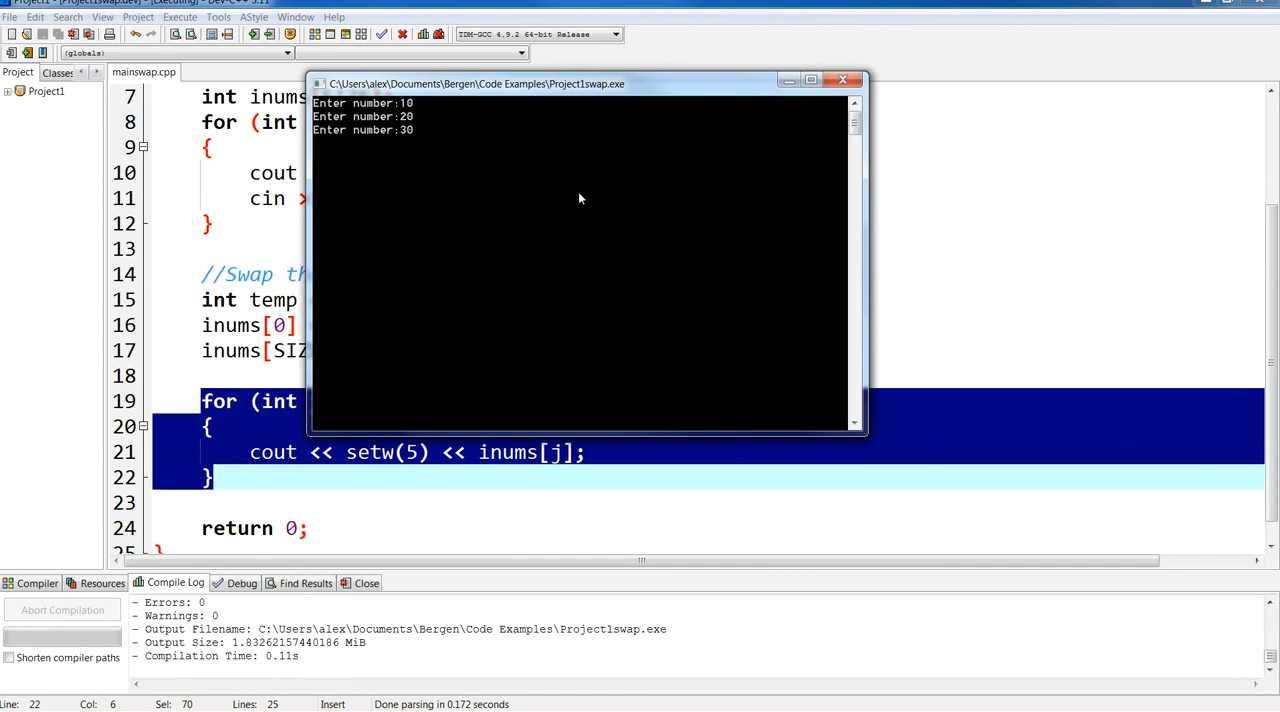 Project1 - [Project1swap.dev] - [Executing] - Dev-C++ 5.11
File Edit Search View Project Execute Tools AStyle Window Help
TDM-GCC 4.9.2 64-bit Release
(globals)
Project Classes mainswap.cpp
Project1
C:\Users\alex\Documents\Bergen\Code Examples\Project1swap.exe
Enter number:10
Enter number:20
Enter number:30
7 int inums
8 for (int
9 {
10 cout
11 cin >
12 }
13
14 //Swap th
15 int temp
16 inums[0]
17 inums[SIZ
18
19 for (int
20 {
21 cout << setw(5) << inums[j];
22 }
23
24 return 0;
25 }
Compiler Resources Compile Log Debug Find Results Close
Abort Compilation
Shorten compiler paths
- Errors: 0
- Warnings: 0
- Output Filename: C:\Users\alex\Documents\Bergen\Code Examples\Project1swap.exe
- Output Size: 1.83262157440186 MiB
- Compilation Time: 0.11s
Line: 22 Col: 6 Sel: 70 Lines: 25 Insert Done parsing in 0.172 seconds